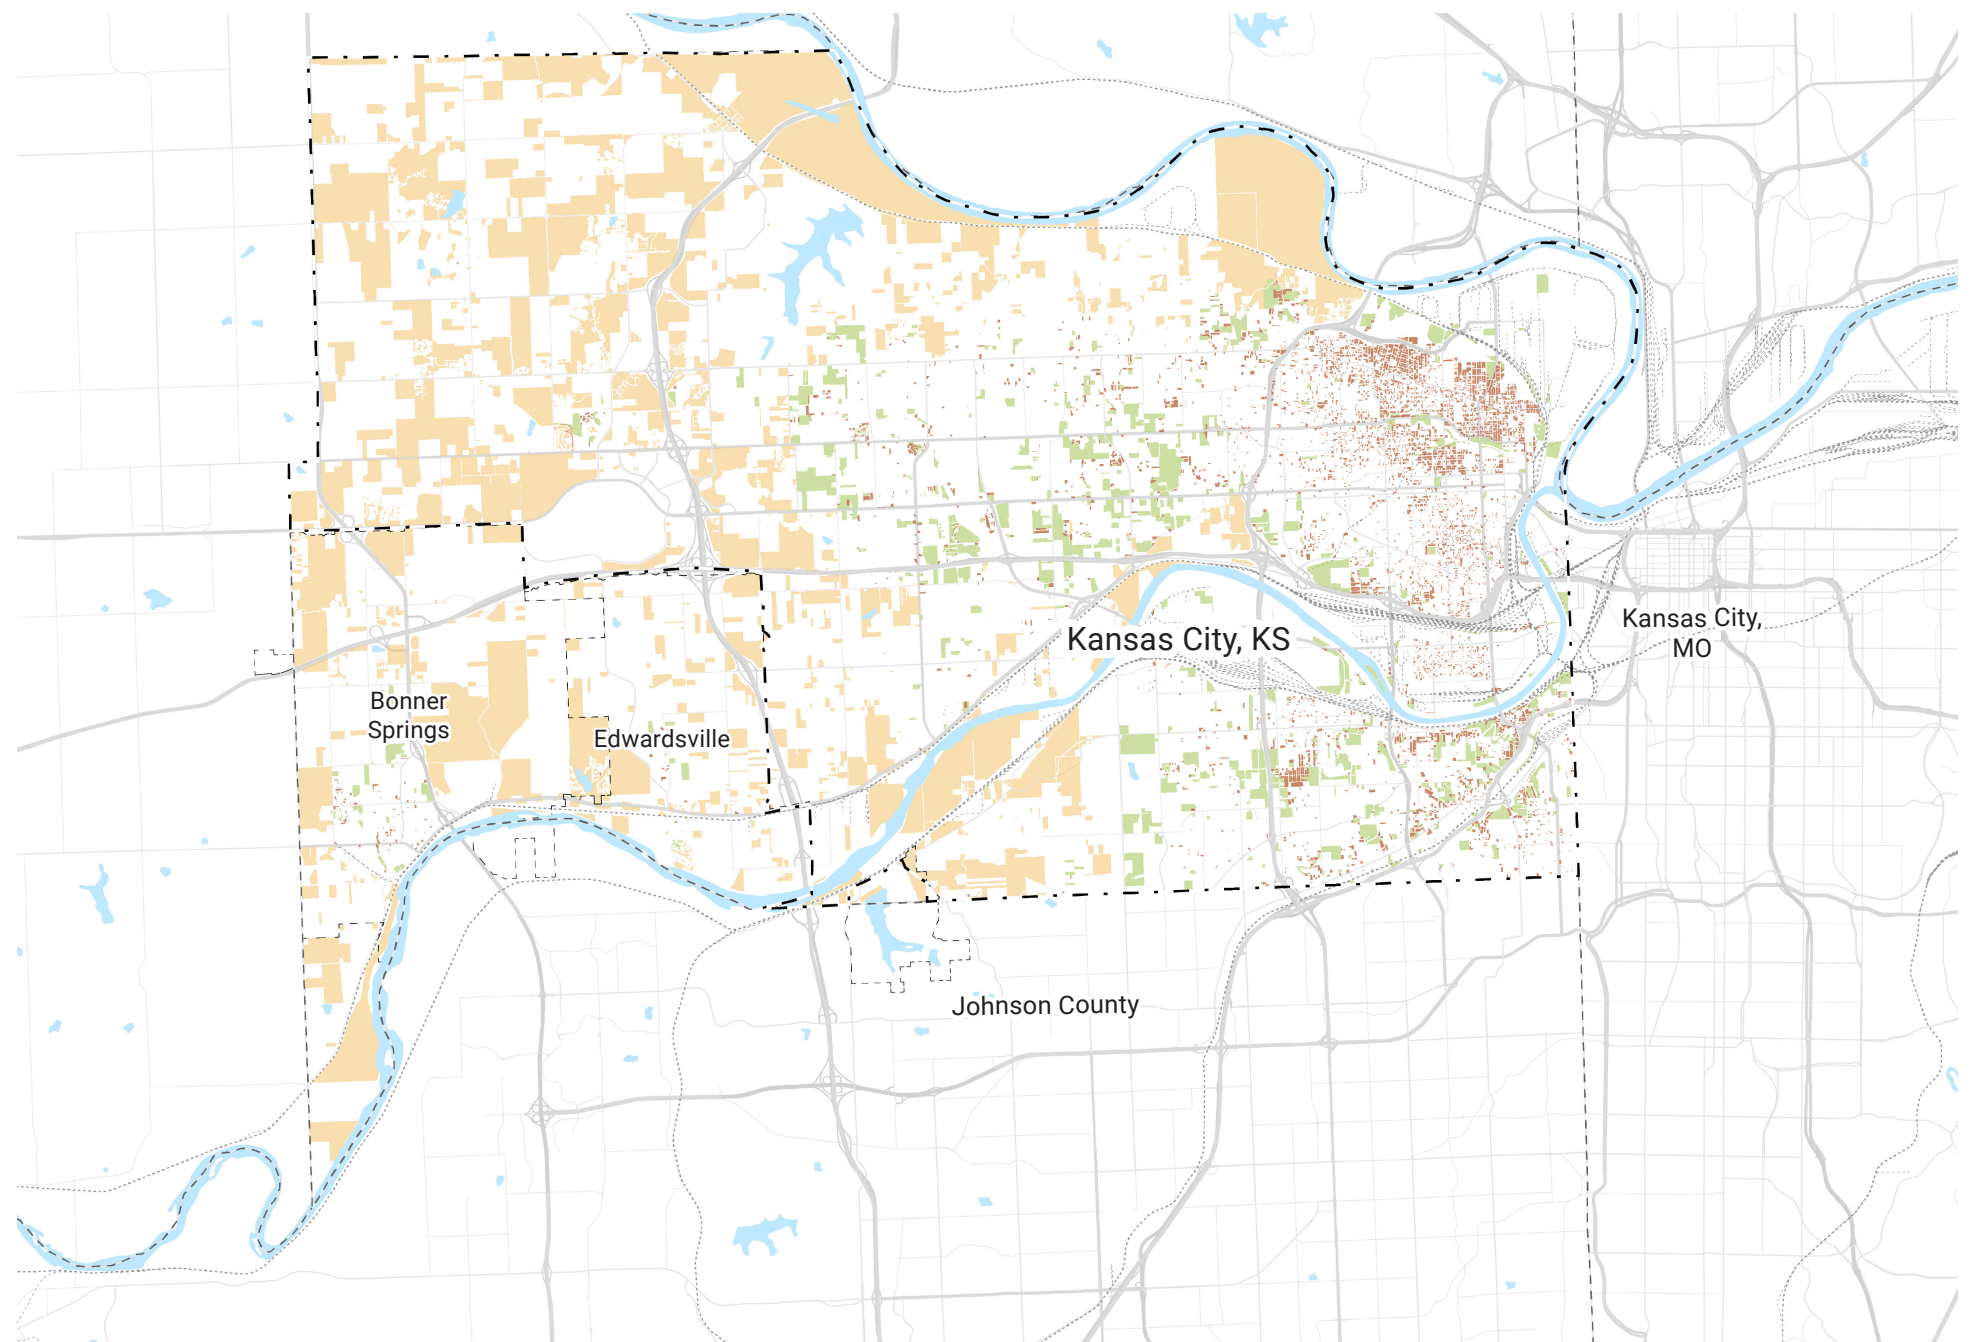 Kansas City, KS
Kansas City,
MO
Bonner
Springs
Edwardsville
Johnson County